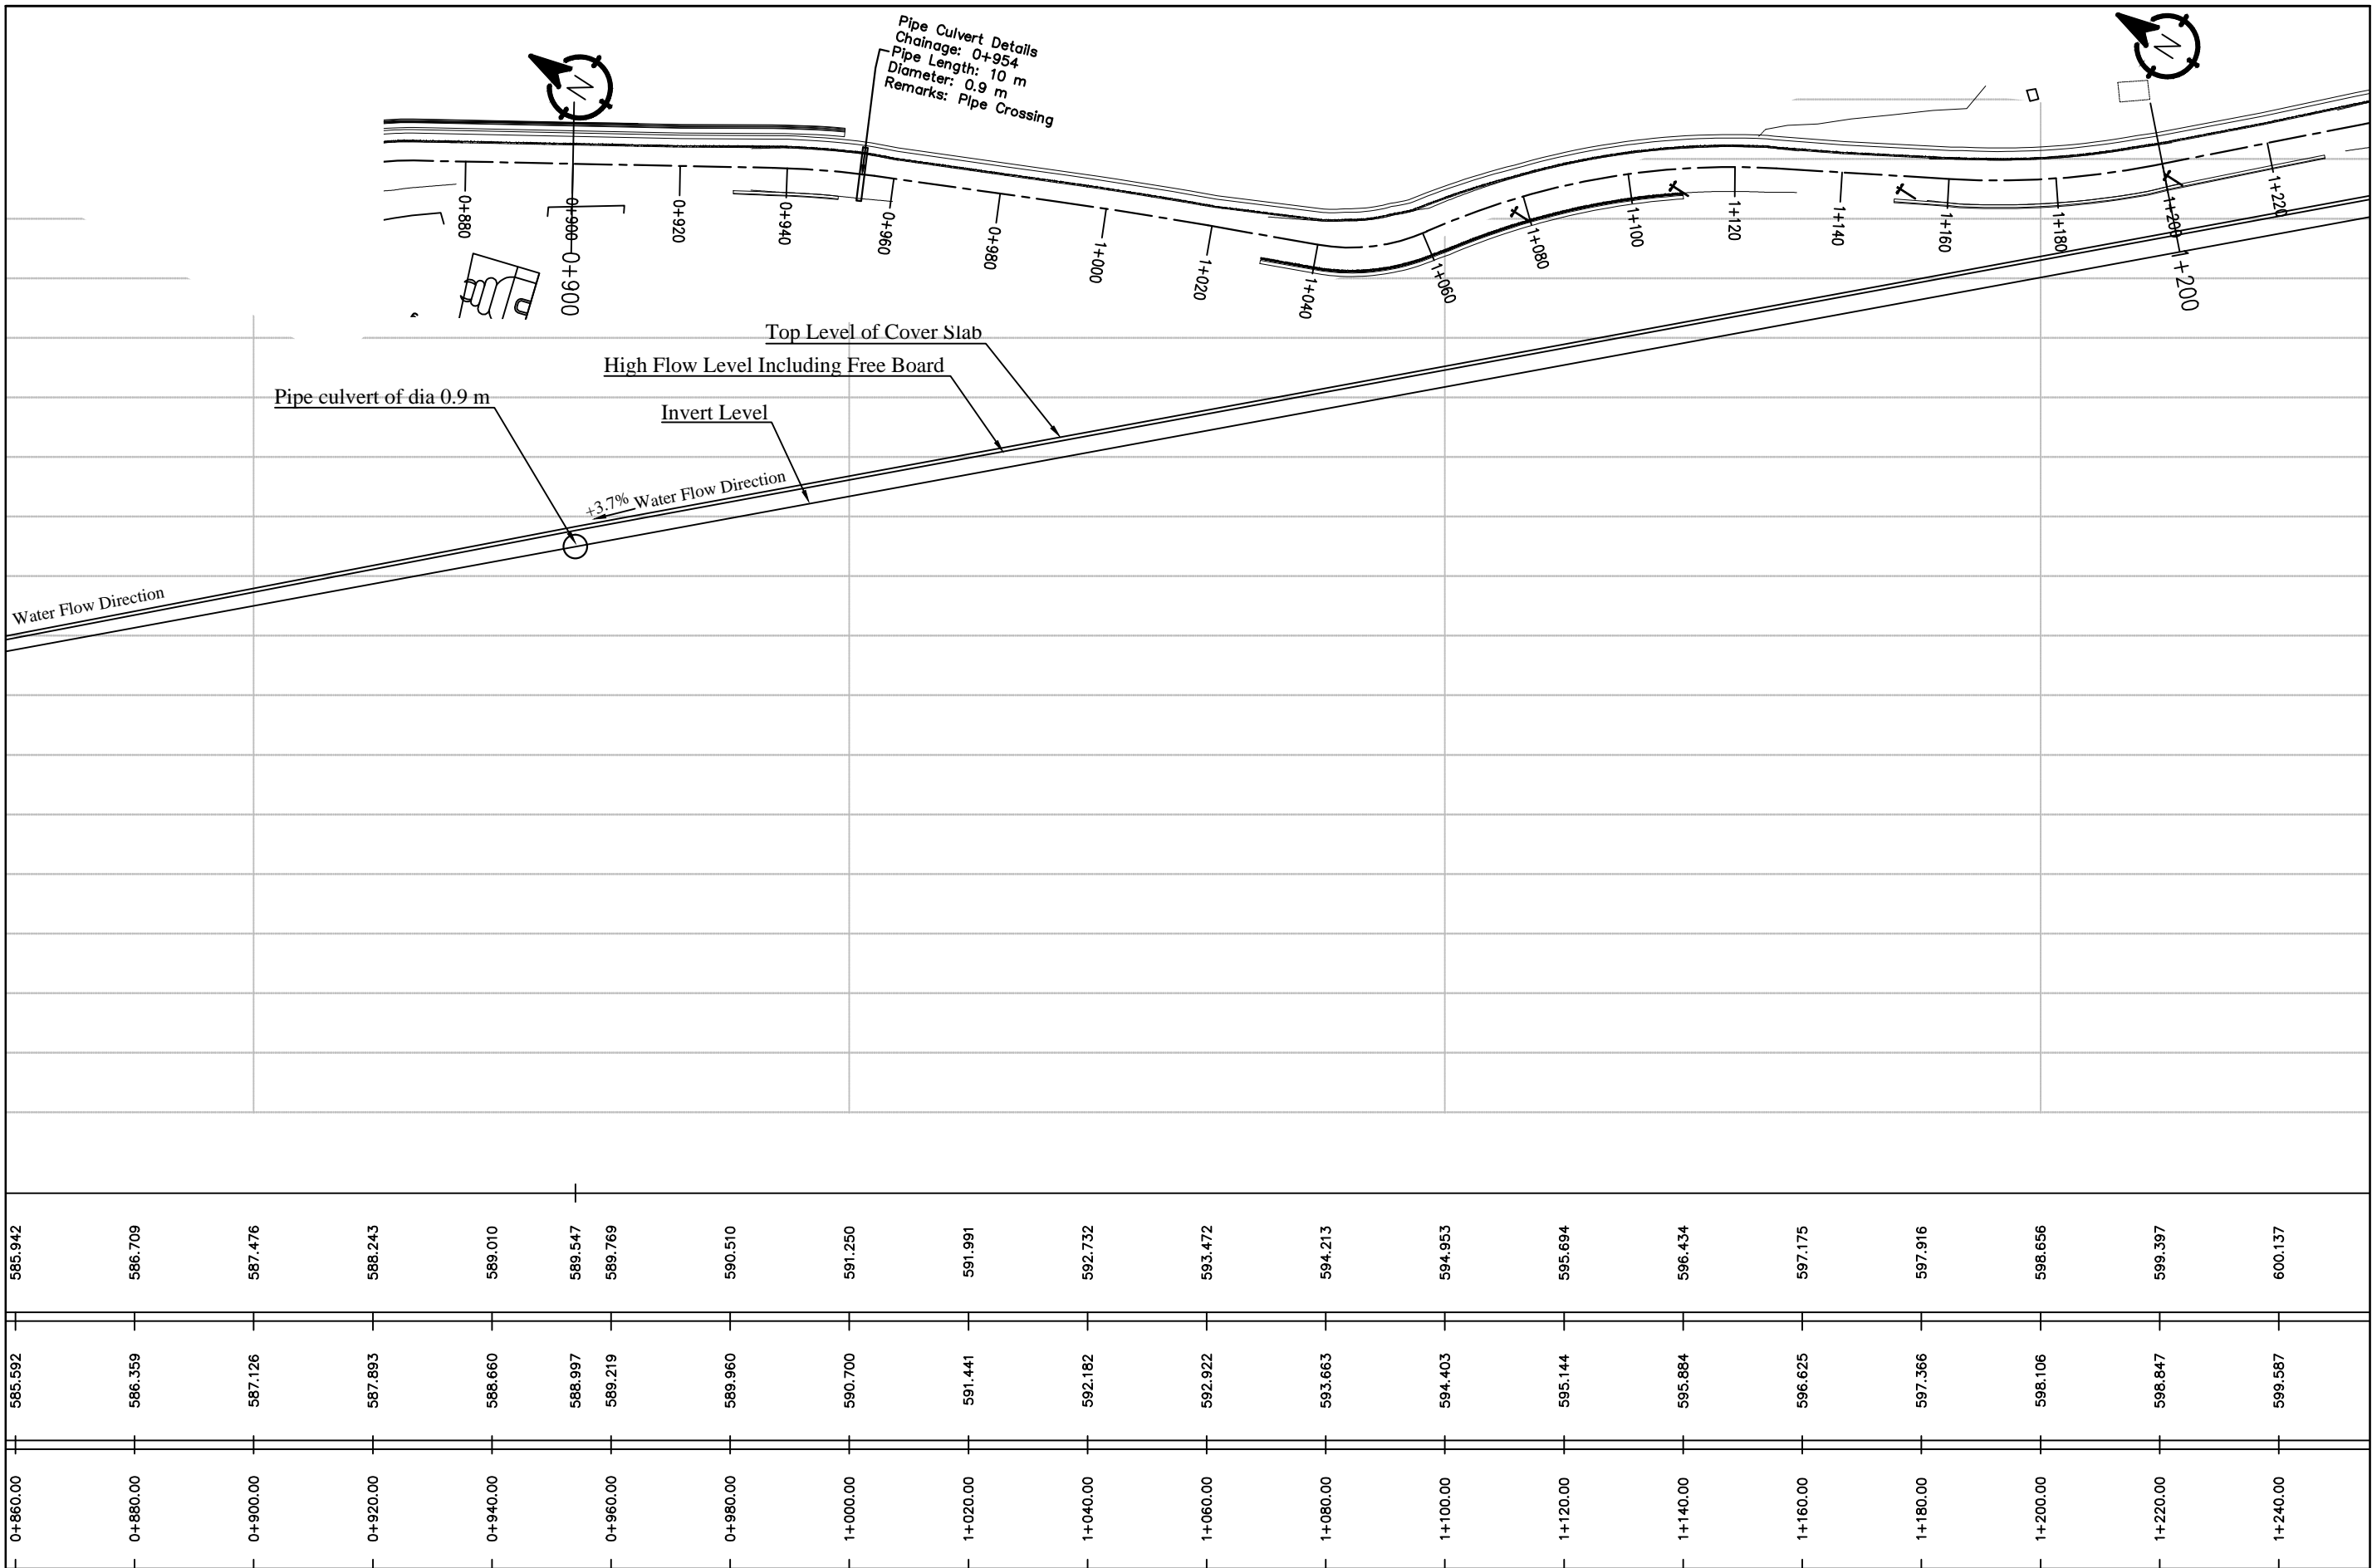 Pipe Culvert Details
Chainage: 0+954
Pipe Length: 10 m
Diameter: 0.9 m
Remarks: Pipe Crossing
N
N
0+880
0+900
0+920
0+940
0+960
0+980
1+000
1+020
1+040
1+060
1+080
1+100
1+120
1+140
1+160
1+180
1+200
1+220
0+900
1+200
Top Level of Cover Slab
High Flow Level Including Free Board
Pipe culvert of dia 0.9 m
Invert Level
+3.7% Water Flow Direction
Water Flow Direction
585.942 586.709 587.476 588.243 589.010 589.547 589.769 590.510 591.250 591.991 592.732 593.472 594.213 594.953 595.694 596.434 597.175 597.916 598.656 599.397 600.137
585.592 586.359 587.126 587.893 588.660 588.997 589.219 589.960 590.700 591.441 592.182 592.922 593.663 594.403 595.144 595.884 596.625 597.366 598.106 598.847 599.587
0+860.00 0+880.00 0+900.00 0+920.00 0+940.00 0+960.00 0+980.00 1+000.00 1+020.00 1+040.00 1+060.00 1+080.00 1+100.00 1+120.00 1+140.00 1+160.00 1+180.00 1+200.00 1+220.00 1+240.00